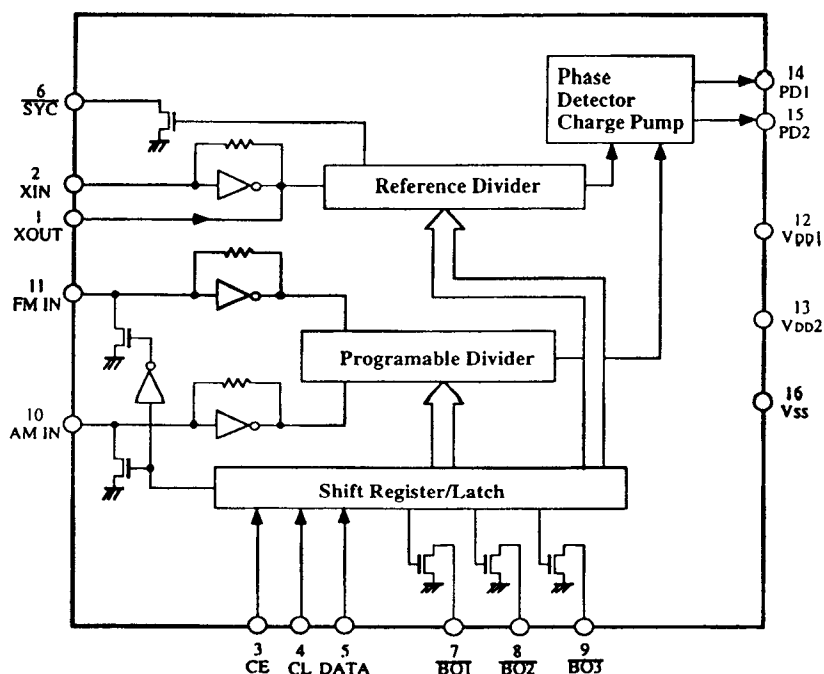 6
SYC
2
XIN
1
XOUT
11
FM IN
10
AM IN
Phase
Detector
Charge Pump
14
PD1
15
PD2
12
VDD1
13
VDD2
16
VSS
Reference Divider
Programable Divider
Shift Register/Latch
3
CE
4
CL
5
DATA
7
BO1
8
BO2
9
BO3